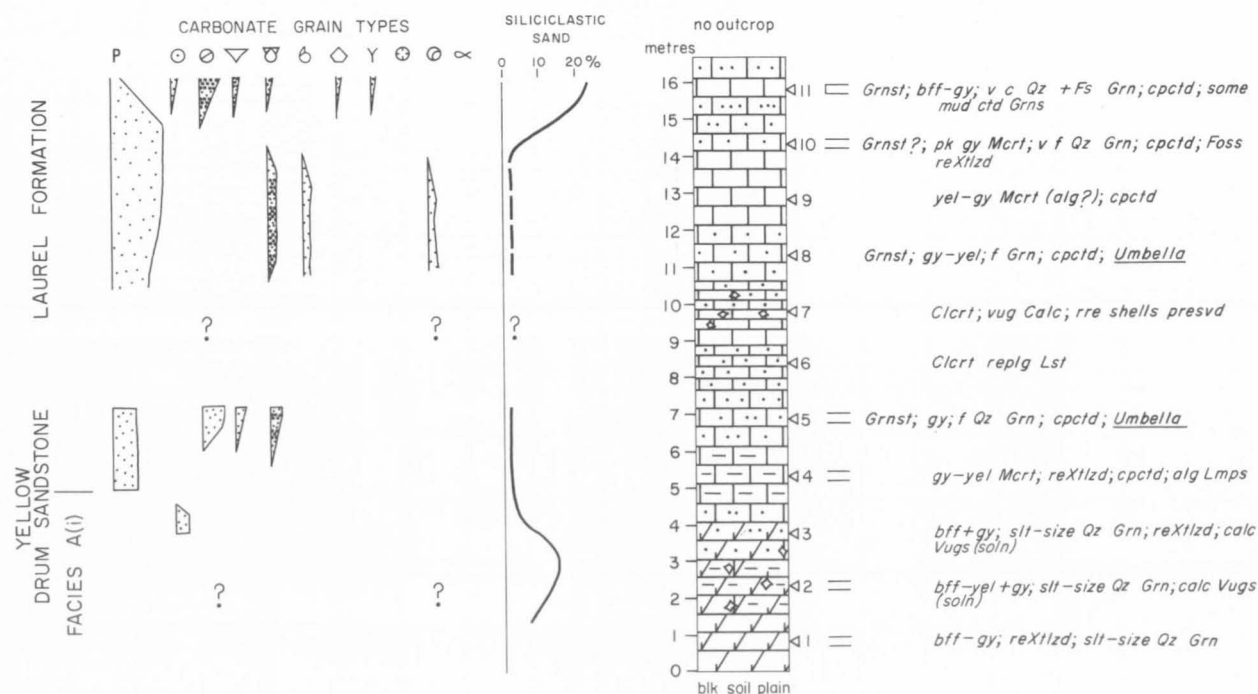 CARBONATE GRAIN TYPES
P
SILICICLASTIC
SAND
0 10 20%
no outcrop
metres
16
15
14
13
12
11
10
9
8
7
6
5
4
3
2
1
0
blk soil plain
LAUREL FORMATION
YELLOW
DRUM SANDSTONE
FACIES A(i)
? ? ?
? ?
11 Grnst; bff-gy; v c Qz + Fs Grn; cpctd; some
mud ctd Grns
10 Grnst?; pk gy Mcrt; v f Qz Grn; cpctd; Foss
reXtlzd
9 yel-gy Mcrt (alg?); cpctd
8 Grnst; gy-yel; f Grn; cpctd; Umbella
7 Clcrt; vug Calc; rre shells presvd
6 Clcrt replg Lst
5 Grnst; gy; f Qz Grn; cpctd; Umbella
4 gy-yel Mcrt; reXtlzd; cpctd; alg Lmps
3 bff+gy; slt-size Qz Grn; reXtlzd; calc
Vugs (soln)
2 bff-yel+gy; slt-size Qz Grn; calc Vugs
(soln)
1 bff-gy; reXtlzd; slt-size Qz Grn